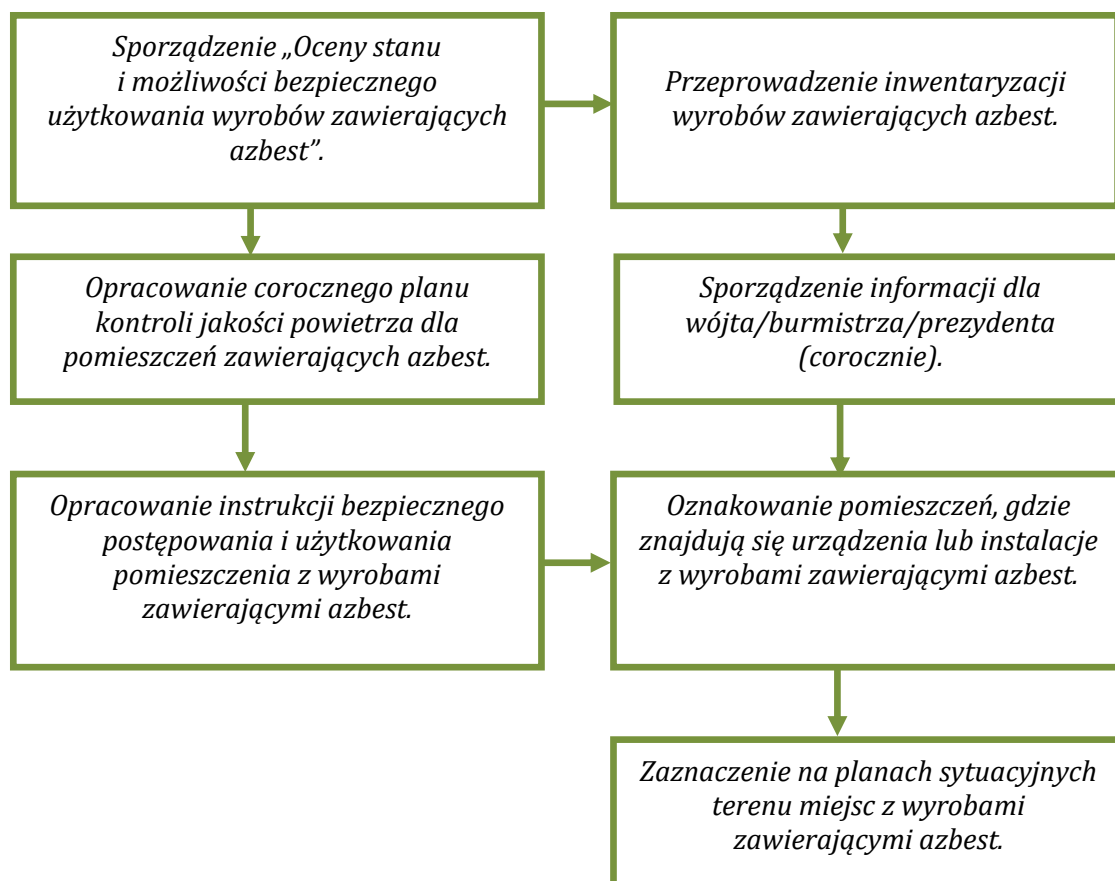 Sporządzenie „Oceny stanu
i możliwości bezpiecznego
użytkowania wyrobów zawierających
azbest”.
Przeprowadzenie inwentaryzacji
wyrobów zawierających azbest.
Opracowanie corocznego planu
kontroli jakości powietrza dla
pomieszczeń zawierających azbest.
Sporządzenie informacji dla
wójta/burmistrza/prezydenta
(corocznie).
Opracowanie instrukcji bezpiecznego
postępowania i użytkowania
pomieszczenia z wyrobami
zawierającymi azbest.
Oznakowanie pomieszczeń, gdzie
znajdują się urządzenia lub instalacje
z wyrobami zawierającymi azbest.
Zaznaczenie na planach sytuacyjnych
terenu miejsc z wyrobami
zawierającymi azbest.